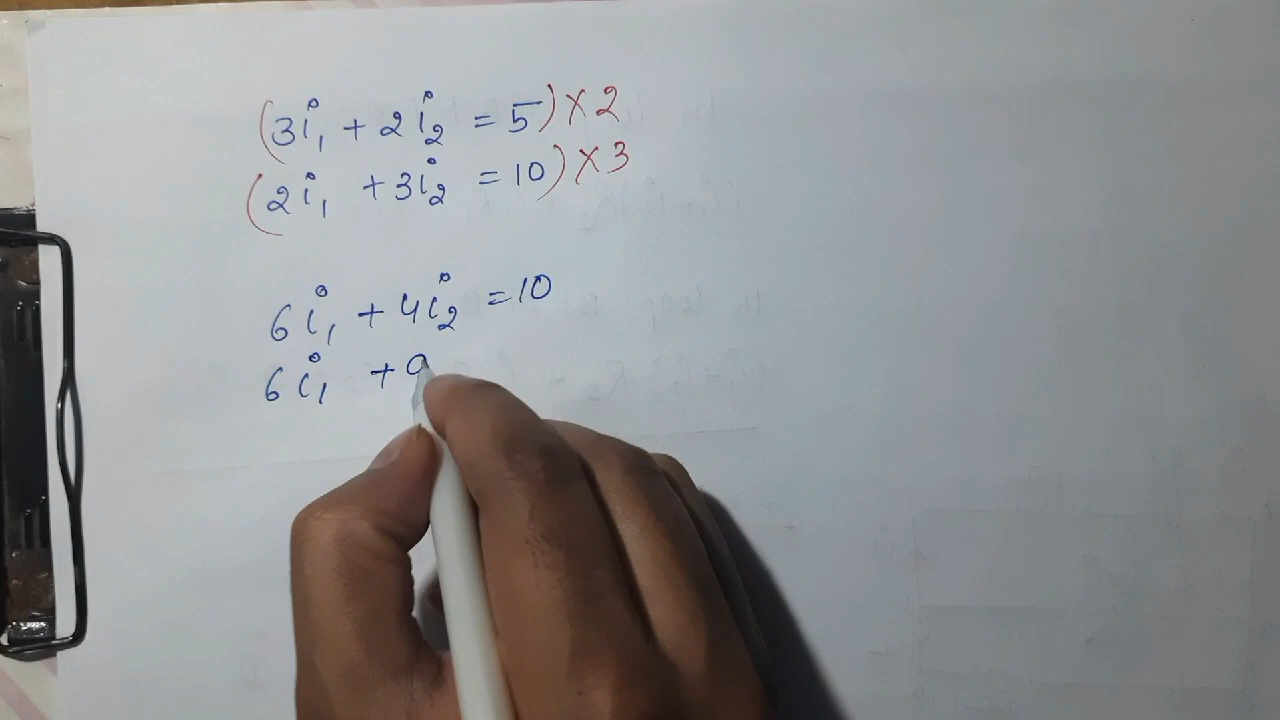 (3i₁ + 2i₂ = 5) × 2
(2i₁ + 3i₂ = 10) × 3
6i₁ + 4i₂ = 10
6i₁ + 9